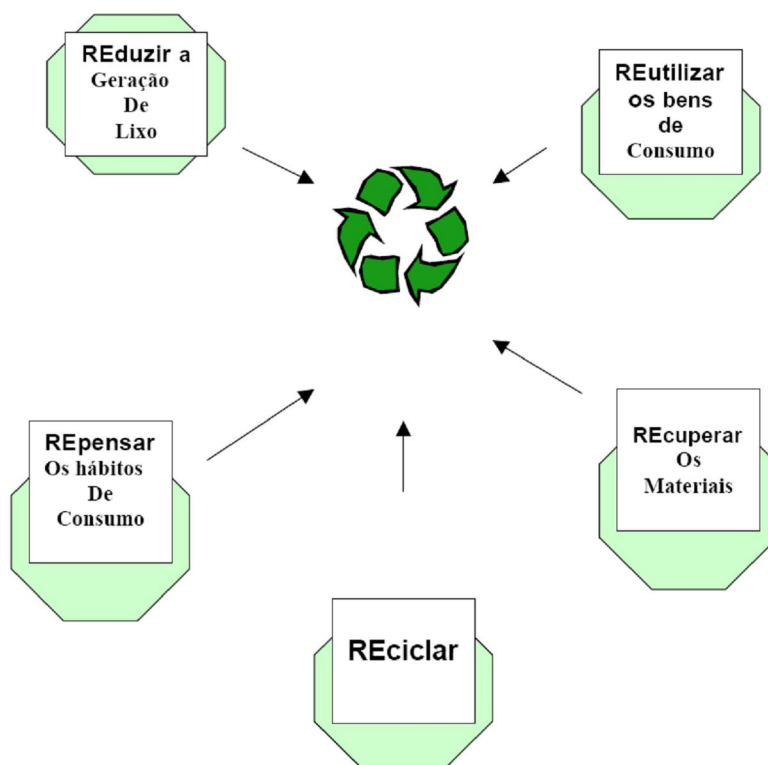 REduzir a
Geração
De
Lixo
REutilizar
os bens
de
Consumo
REpensar
Os hábitos
De
Consumo
REcuperar
Os
Materiais
REciclar